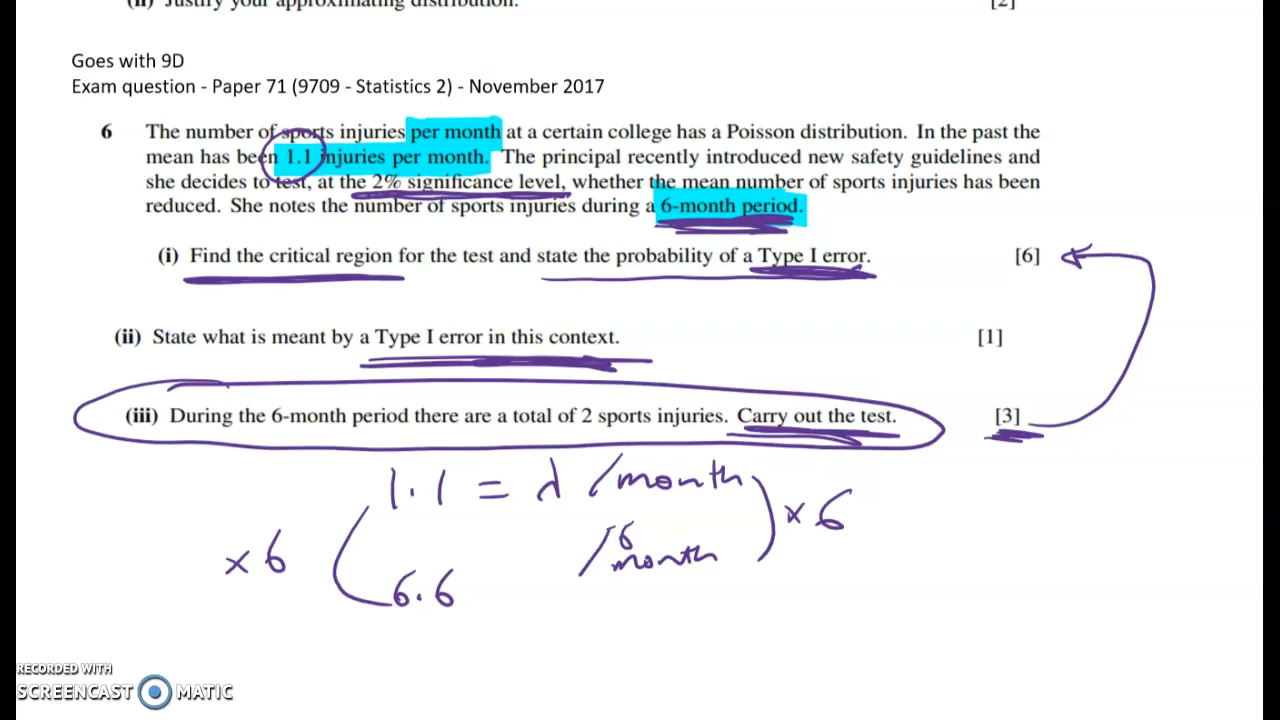 (ii) Justify your approximating distribution. [2]
Goes with 9D
Exam question - Paper 71 (9709 - Statistics 2) - November 2017
6 The number of sports injuries per month at a certain college has a Poisson distribution. In the past the
mean has been 1.1 injuries per month. The principal recently introduced new safety guidelines and
she decides to test, at the 2% significance level, whether the mean number of sports injuries has been
reduced. She notes the number of sports injuries during a 6-month period.
(i) Find the critical region for the test and state the probability of a Type I error. [6]
(ii) State what is meant by a Type I error in this context. [1]
(iii) During the 6-month period there are a total of 2 sports injuries. Carry out the test. [3]
1.1 = λ /month
×6 ×6
/6 month
6.6
RECORDED WITH
SCREENCAST MATIC